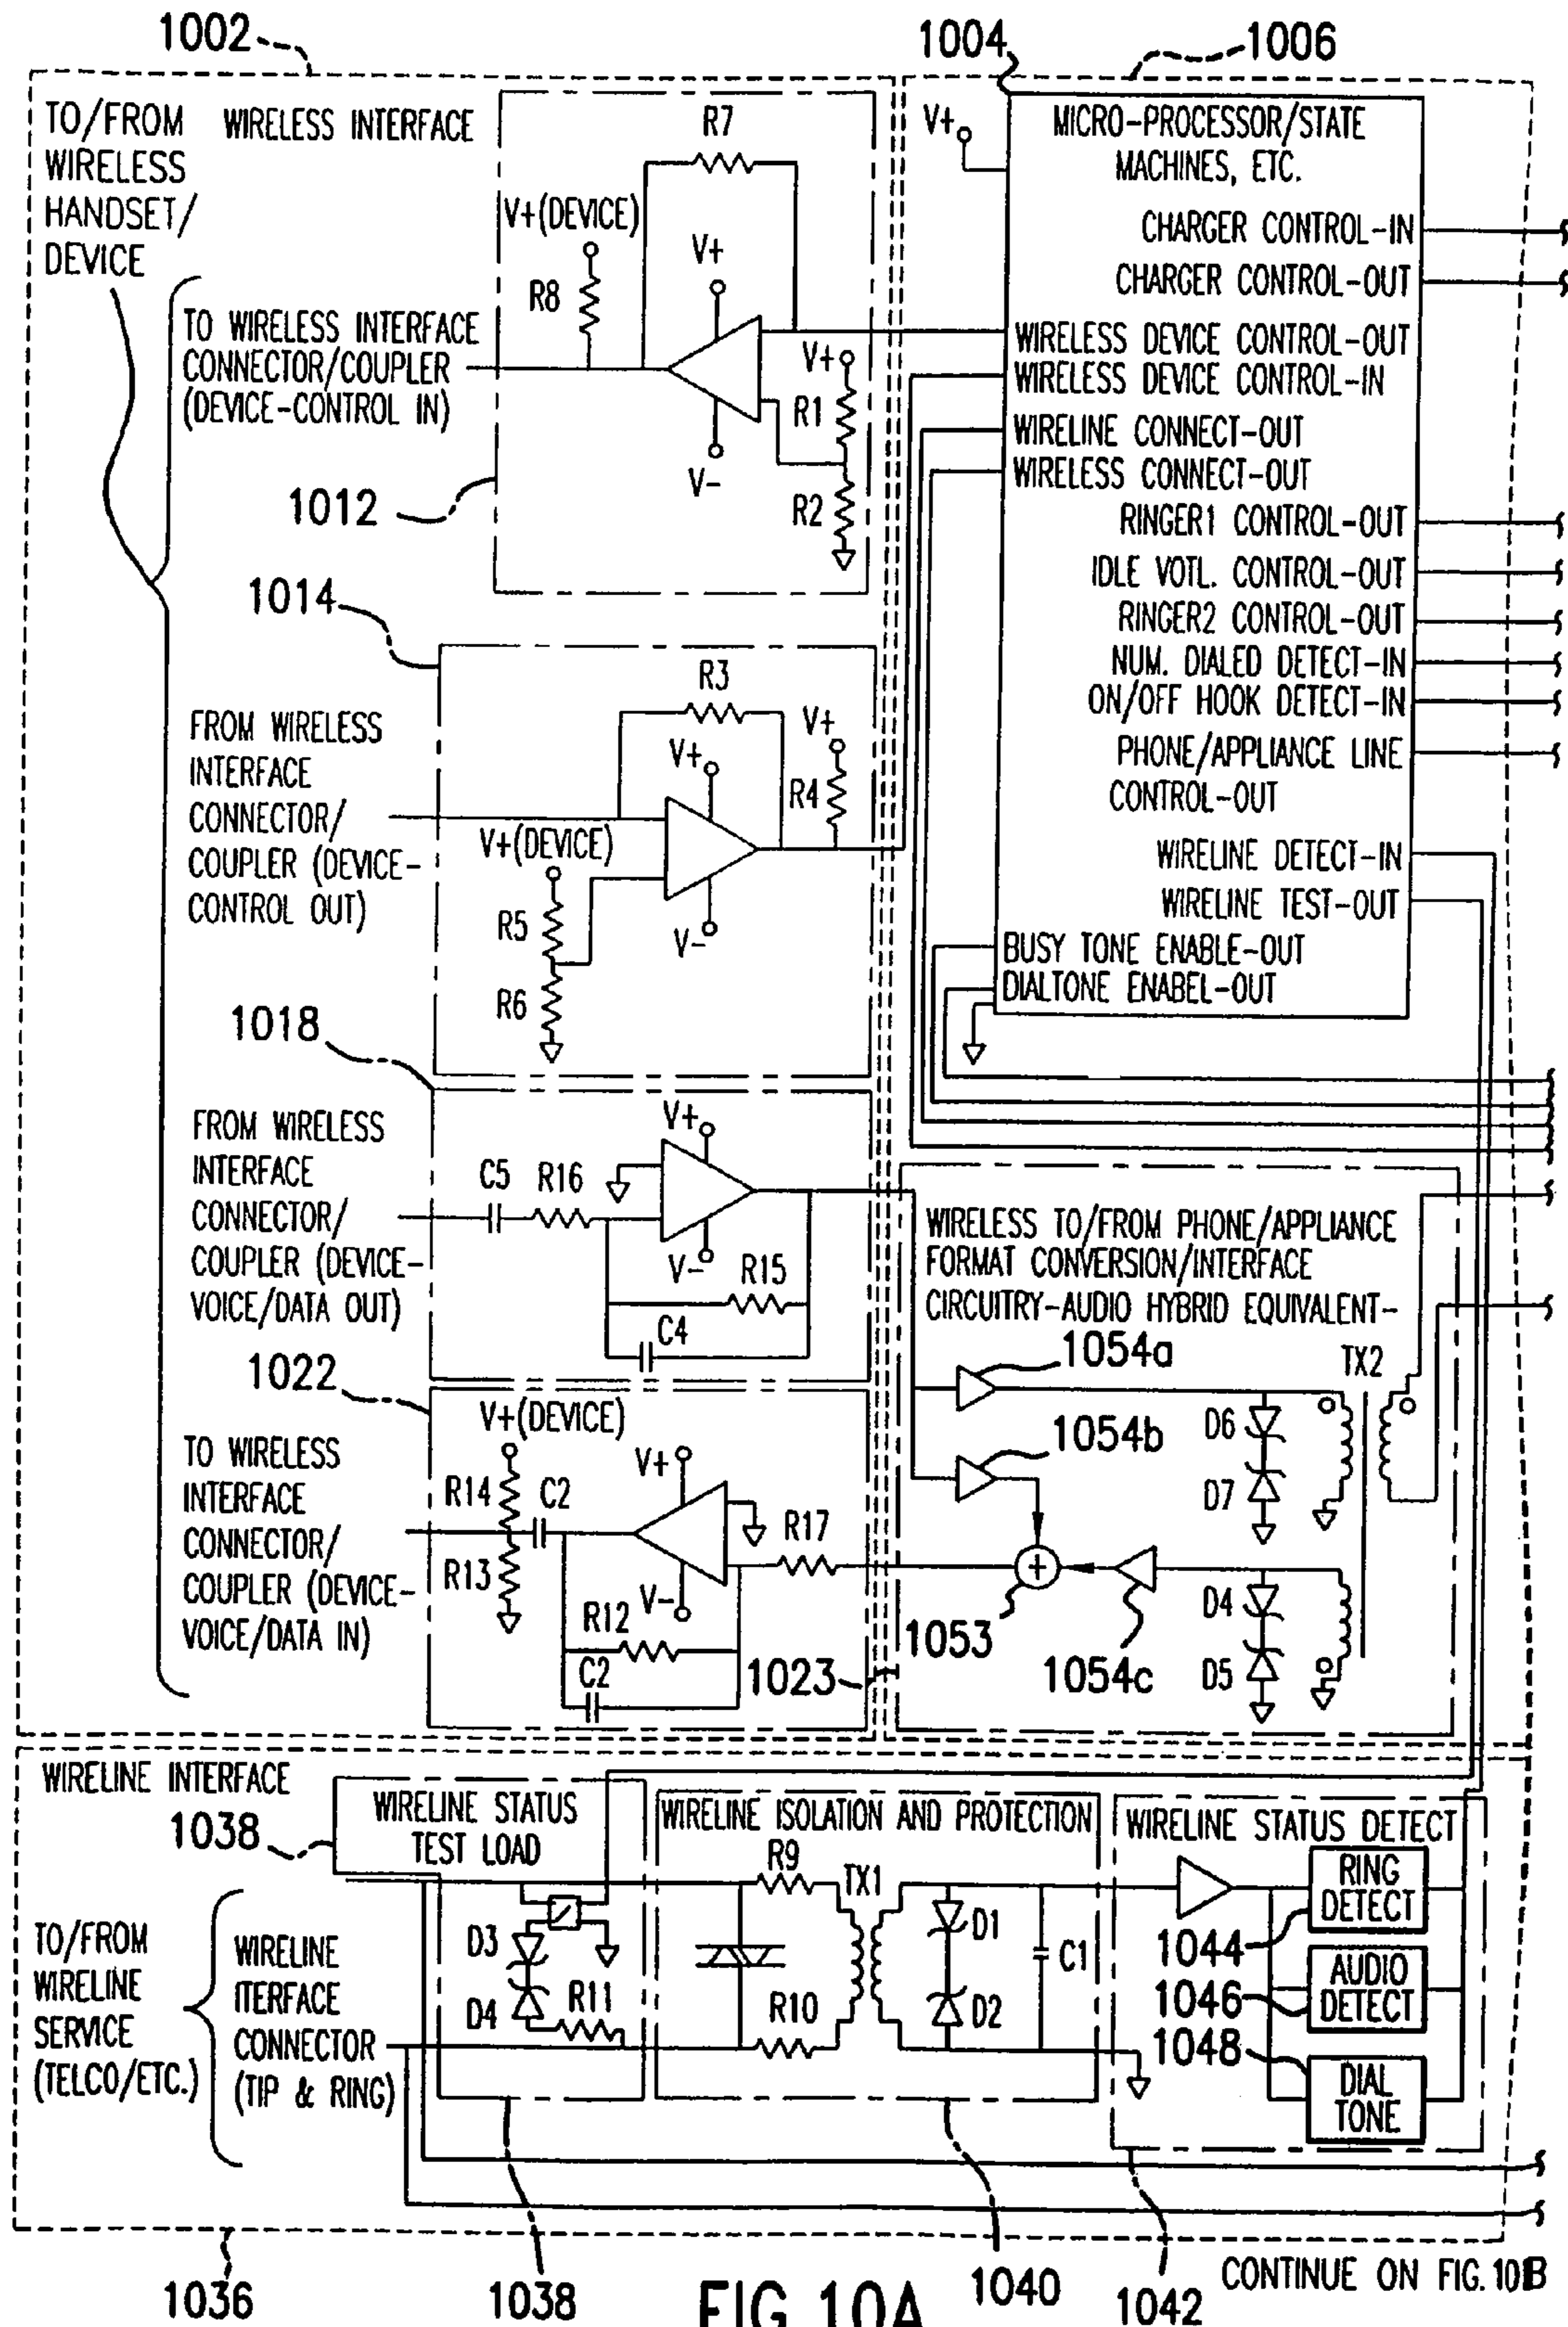 1002
1004
1006
TO/FROM
WIRELESS
HANDSET/
DEVICE
WIRELESS INTERFACE
R7
V+(DEVICE)
V+
R8
V+
R1
V-
R2
TO WIRELESS INTERFACE
CONNECTOR/COUPLER
(DEVICE-CONTROL IN)
1012
V+
MICRO-PROCESSOR/STATE
MACHINES, ETC.
CHARGER CONTROL-IN
CHARGER CONTROL-OUT
WIRELESS DEVICE CONTROL-OUT
WIRELESS DEVICE CONTROL-IN
WIRELINE CONNECT-OUT
WIRELESS CONNECT-OUT
RINGER1 CONTROL-OUT
IDLE VOTL. CONTROL-OUT
RINGER2 CONTROL-OUT
NUM. DIALED DETECT-IN
ON/OFF HOOK DETECT-IN
PHONE/APPLIANCE LINE
CONTROL-OUT
WIRELINE DETECT-IN
WIRELINE TEST-OUT
BUSY TONE ENABLE-OUT
DIALTONE ENABEL-OUT
1014
R3
V+
V+
R4
V+(DEVICE)
R5
V-
R6
FROM WIRELESS
INTERFACE
CONNECTOR/
COUPLER (DEVICE-
CONTROL OUT)
1018
FROM WIRELESS
INTERFACE
CONNECTOR/
COUPLER (DEVICE-
VOICE/DATA OUT)
V+
C5
R16
V-
R15
C4
1022
V+(DEVICE)
V+
R14
C2
R17
R13
V-
R12
C2
TO WIRELESS
INTERFACE
CONNECTOR/
COUPLER (DEVICE-
VOICE/DATA IN)
WIRELESS TO/FROM PHONE/APPLIANCE
FORMAT CONVERSION/INTERFACE
CIRCUITRY-AUDIO HYBRID EQUIVALENT-
1054a
TX2
D6
1054b
D7
+
D4
1053
1054c
D5
1023
WIRELINE INTERFACE
1038
WIRELINE STATUS
TEST LOAD
WIRELINE ISOLATION AND PROTECTION
WIRELINE STATUS DETECT
R9
TX1
RING
DETECT
D3
D1
1044
D4
R11
C1
AUDIO
DETECT
R10
D2
1046
1048
DIAL
TONE
TO/FROM
WIRELINE
SERVICE
(TELCO/ETC.)
WIRELINE
ITERFACE
CONNECTOR
(TIP & RING)
1036
1038
1040
1042
CONTINUE ON FIG. 10B
FIG. 10A